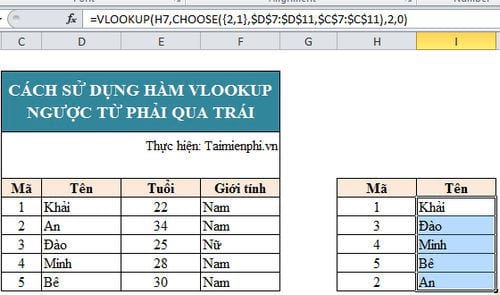 fx =VLOOKUP(H7,CHOOSE({2,1},$D$7:$D$11,$C$7:$C$11),2,0)
C D E F G H I
CÁCH SỬ DỤNG HÀM VLOOKUP
NGƯỢC TỪ PHẢI QUA TRÁI
Thực hiện: Taimienphi.vn
Mã Tên Tuổi Giới tính Mã Tên
1 Khải 22 Nam 1 Khải
2 An 34 Nam 3 Đào
3 Đào 25 Nữ 4 Minh
4 Minh 28 Nam 5 Bê
5 Bê 30 Nam 2 An